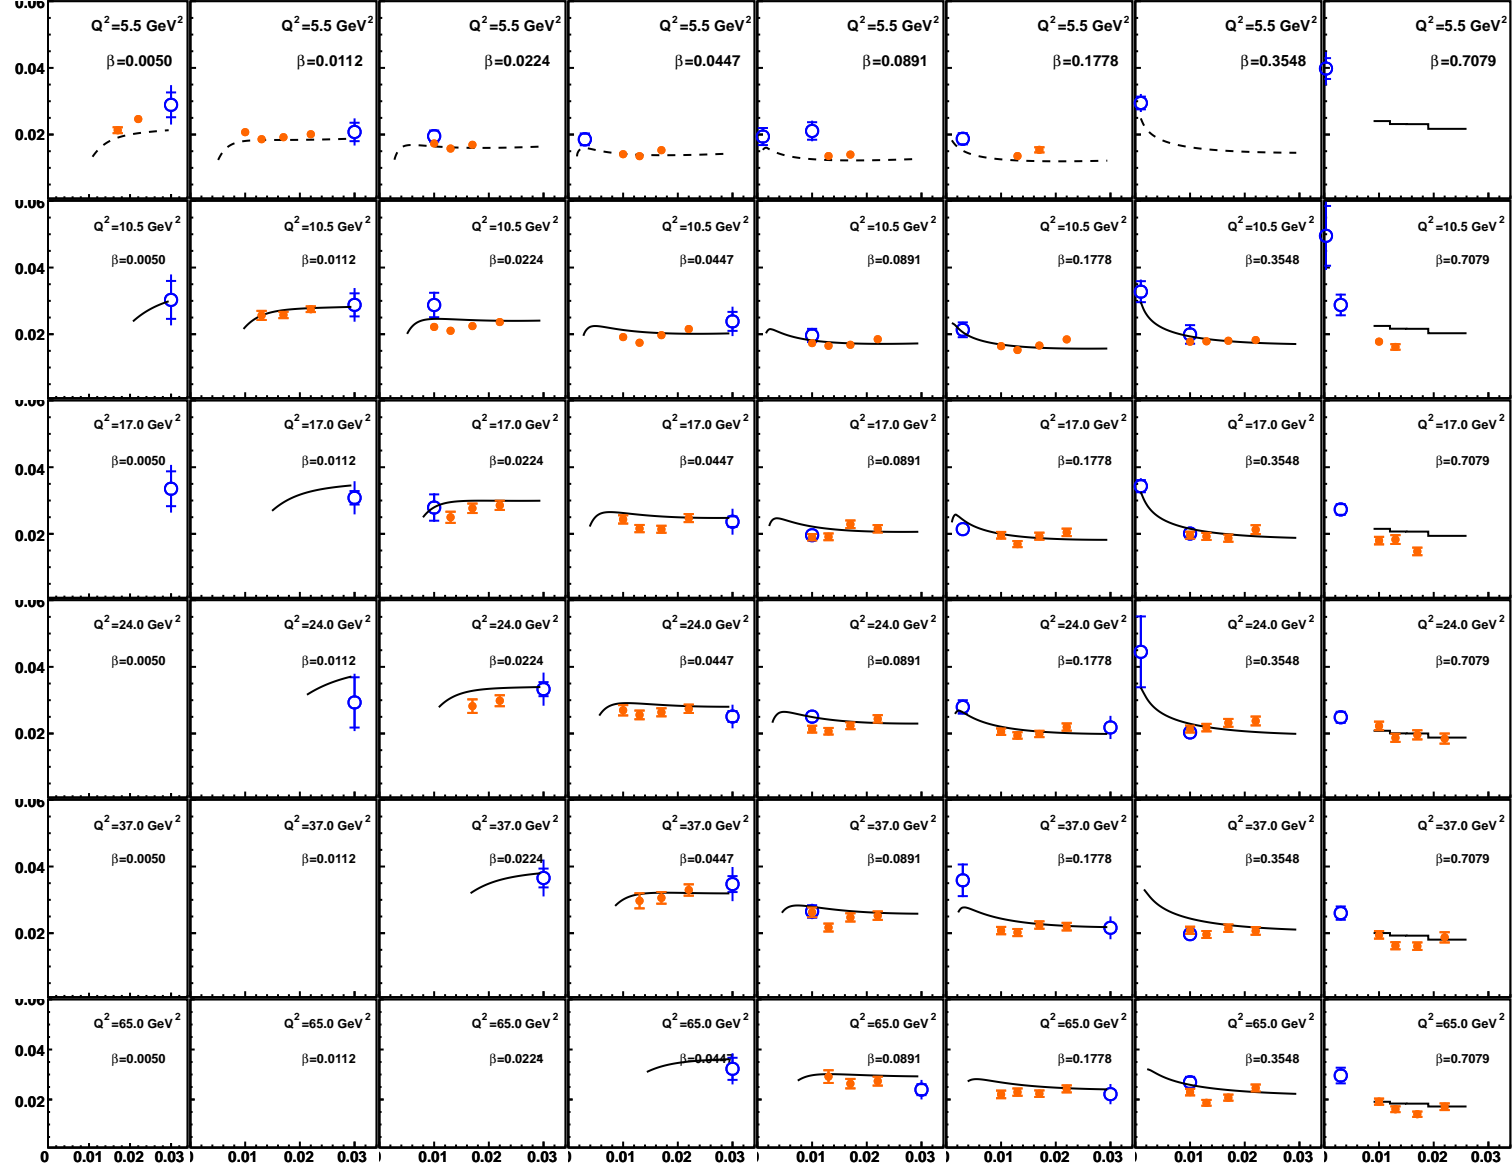 0.06
Q²=5.5 GeV² Q²=5.5 GeV² Q²=5.5 GeV² Q²=5.5 GeV² Q²=5.5 GeV² Q²=5.5 GeV² Q²=5.5 GeV² Q²=5.5 GeV²
0.04 β=0.0050 β=0.0112 β=0.0224 β=0.0447 β=0.0891 β=0.1778 β=0.3548 β=0.7079
0.02
0.06
Q²=10.5 GeV² Q²=10.5 GeV² Q²=10.5 GeV² Q²=10.5 GeV² Q²=10.5 GeV² Q²=10.5 GeV² Q²=10.5 GeV² Q²=10.5 GeV²
0.04 β=0.0050 β=0.0112 β=0.0224 β=0.0447 β=0.0891 β=0.1778 β=0.3548 β=0.7079
0.02
0.06
Q²=17.0 GeV² Q²=17.0 GeV² Q²=17.0 GeV² Q²=17.0 GeV² Q²=17.0 GeV² Q²=17.0 GeV² Q²=17.0 GeV² Q²=17.0 GeV²
0.04 β=0.0050 β=0.0112 β=0.0224 β=0.0447 β=0.0891 β=0.1778 β=0.3548 β=0.7079
0.02
0.06
Q²=24.0 GeV² Q²=24.0 GeV² Q²=24.0 GeV² Q²=24.0 GeV² Q²=24.0 GeV² Q²=24.0 GeV² Q²=24.0 GeV² Q²=24.0 GeV²
0.04 β=0.0050 β=0.0112 β=0.0224 β=0.0447 β=0.0891 β=0.1778 β=0.3548 β=0.7079
0.02
0.06
Q²=37.0 GeV² Q²=37.0 GeV² Q²=37.0 GeV² Q²=37.0 GeV² Q²=37.0 GeV² Q²=37.0 GeV² Q²=37.0 GeV² Q²=37.0 GeV²
0.04 β=0.0050 β=0.0112 β=0.0224 β=0.0447 β=0.0891 β=0.1778 β=0.3548 β=0.7079
0.02
0.06
Q²=65.0 GeV² Q²=65.0 GeV² Q²=65.0 GeV² Q²=65.0 GeV² Q²=65.0 GeV² Q²=65.0 GeV² Q²=65.0 GeV² Q²=65.0 GeV²
0.04 β=0.0050 β=0.0112 β=0.0224 β=0.0447 β=0.0891 β=0.1778 β=0.3548 β=0.7079
0.02
0 0.01 0.02 0.03 0.01 0.02 0.03 0.01 0.02 0.03 0.01 0.02 0.03 0.01 0.02 0.03 0.01 0.02 0.03 0.01 0.02 0.03 0.01 0.02 0.03